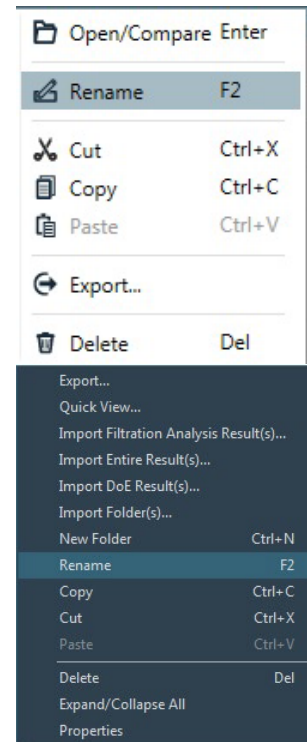 Open/Compare Enter
Rename F2
Cut Ctrl+X
Copy Ctrl+C
Paste Ctrl+V
Export...
Delete Del
Export...
Quick View...
Import Filtration Analysis Result(s)...
Import Entire Result(s)...
Import DoE Result(s)...
Import Folder(s)...
New Folder Ctrl+N
Rename F2
Copy Ctrl+C
Cut Ctrl+X
Paste Ctrl+V
Delete Del
Expand/Collapse All
Properties